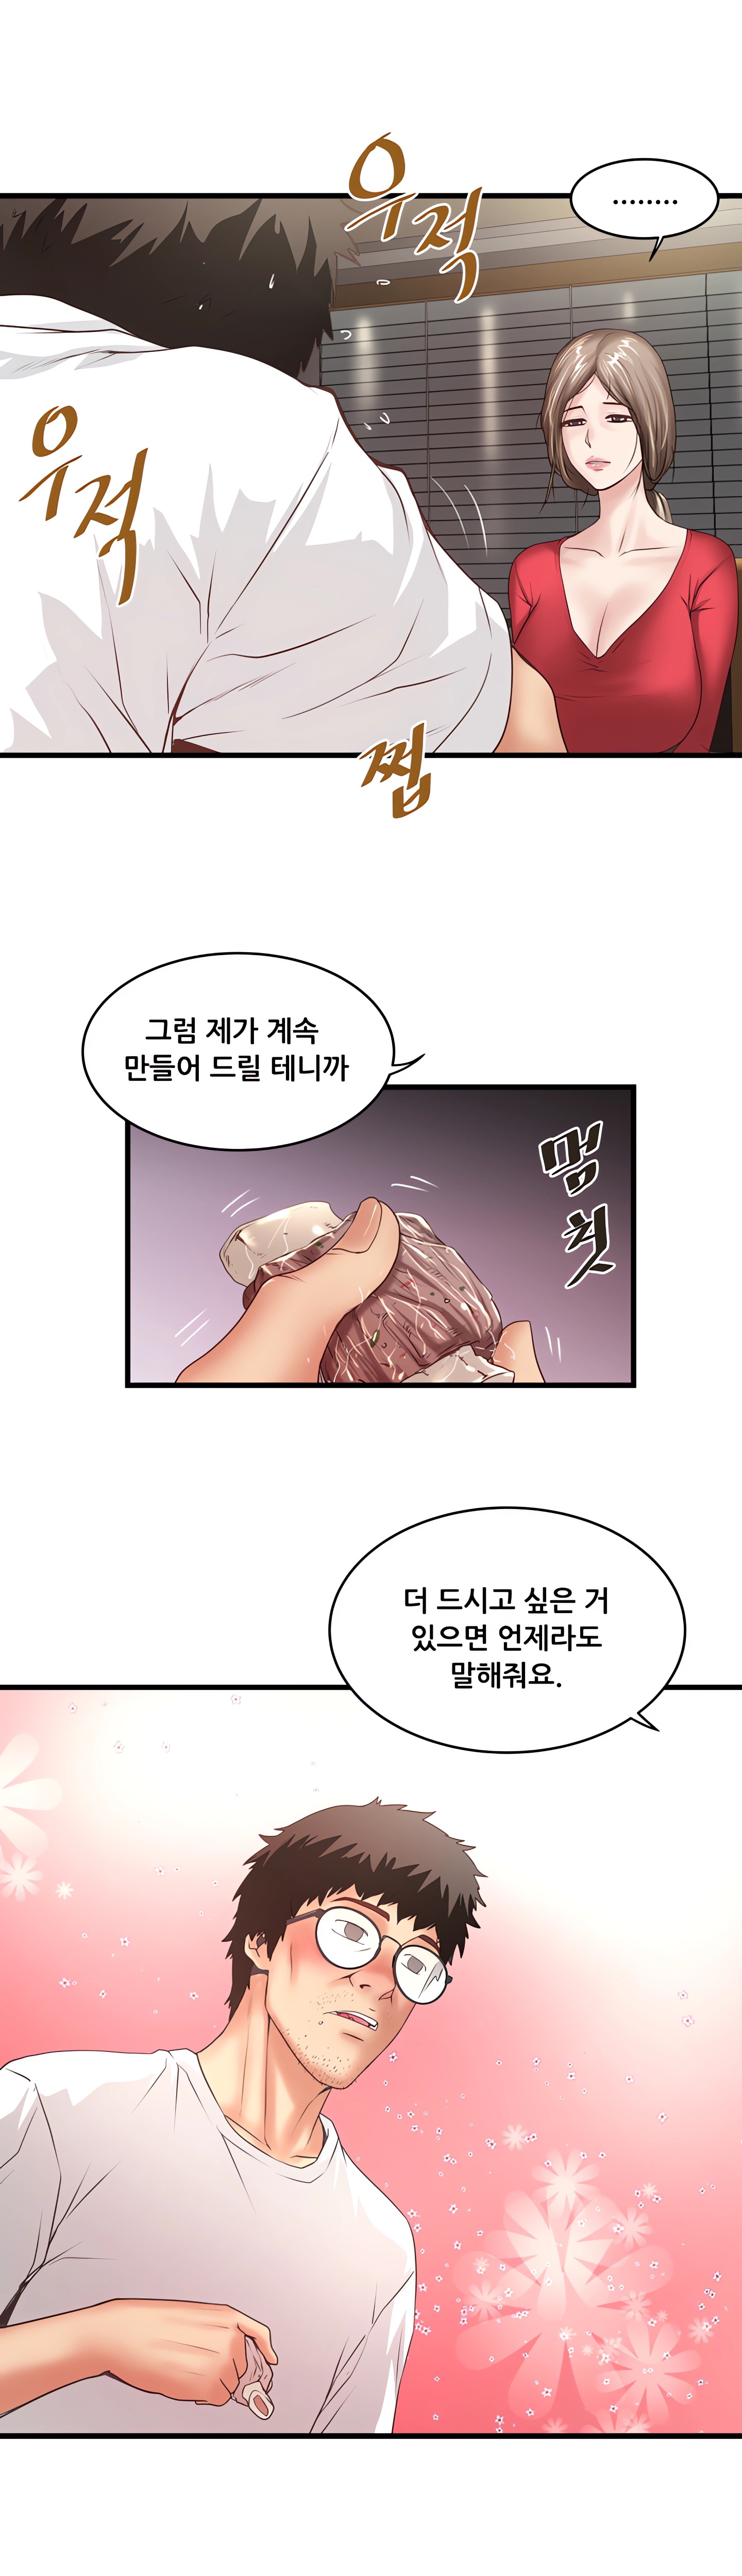 우적
........
우적
쩝
그럼 제가 계속
만들어 드릴 테니까
멈
칫
더 드시고 싶은 거
있으면 언제라도
말해줘요.